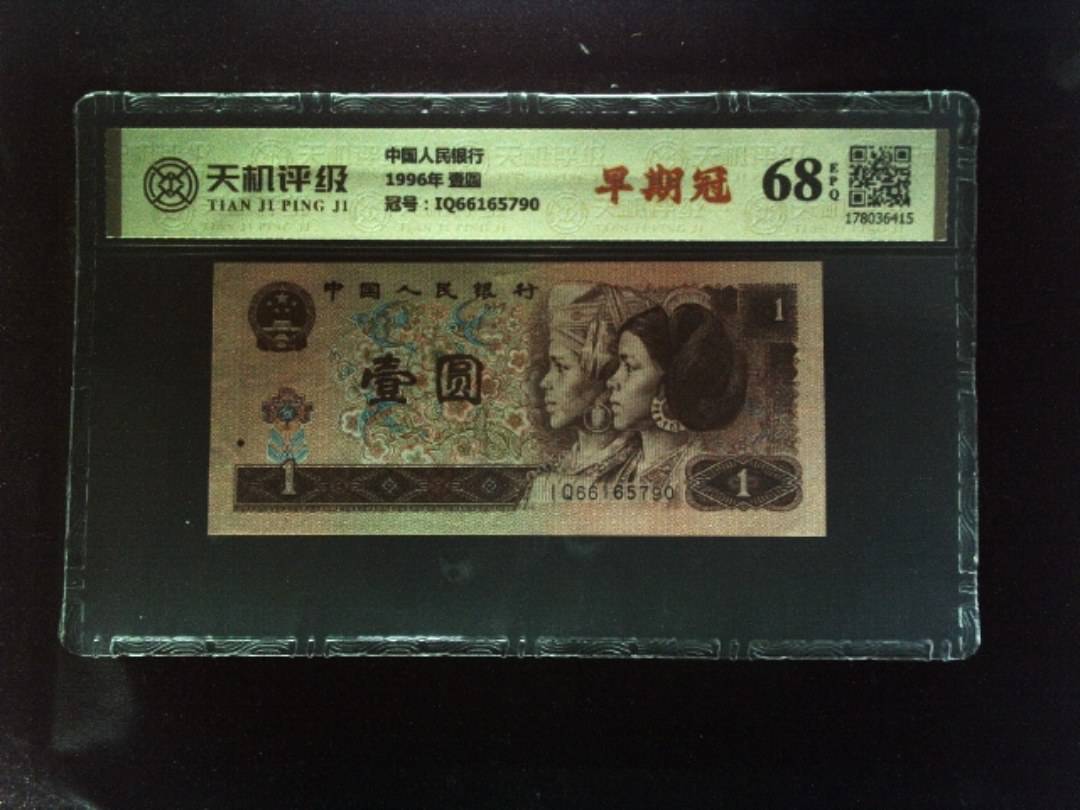 天机评级
TIAN JI PING JI
中国人民银行
1996年 壹圆
冠号：IQ66165790
早期冠
68
EPQ
178036415
中国人民银行
壹圆
1
1
IQ66165790
1